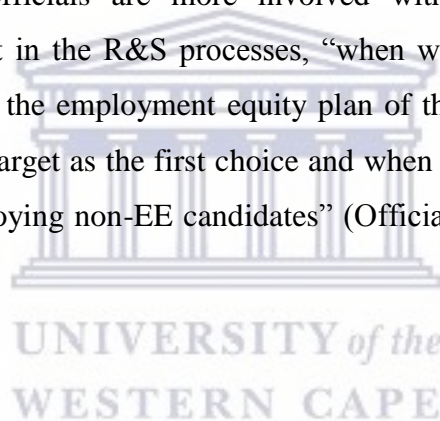 officials are more involved with
t in the R&S processes, “when w
the employment equity plan of th
arget as the first choice and when
oying non-EE candidates” (Officia
UNIVERSITY of the
WESTERN CAPE